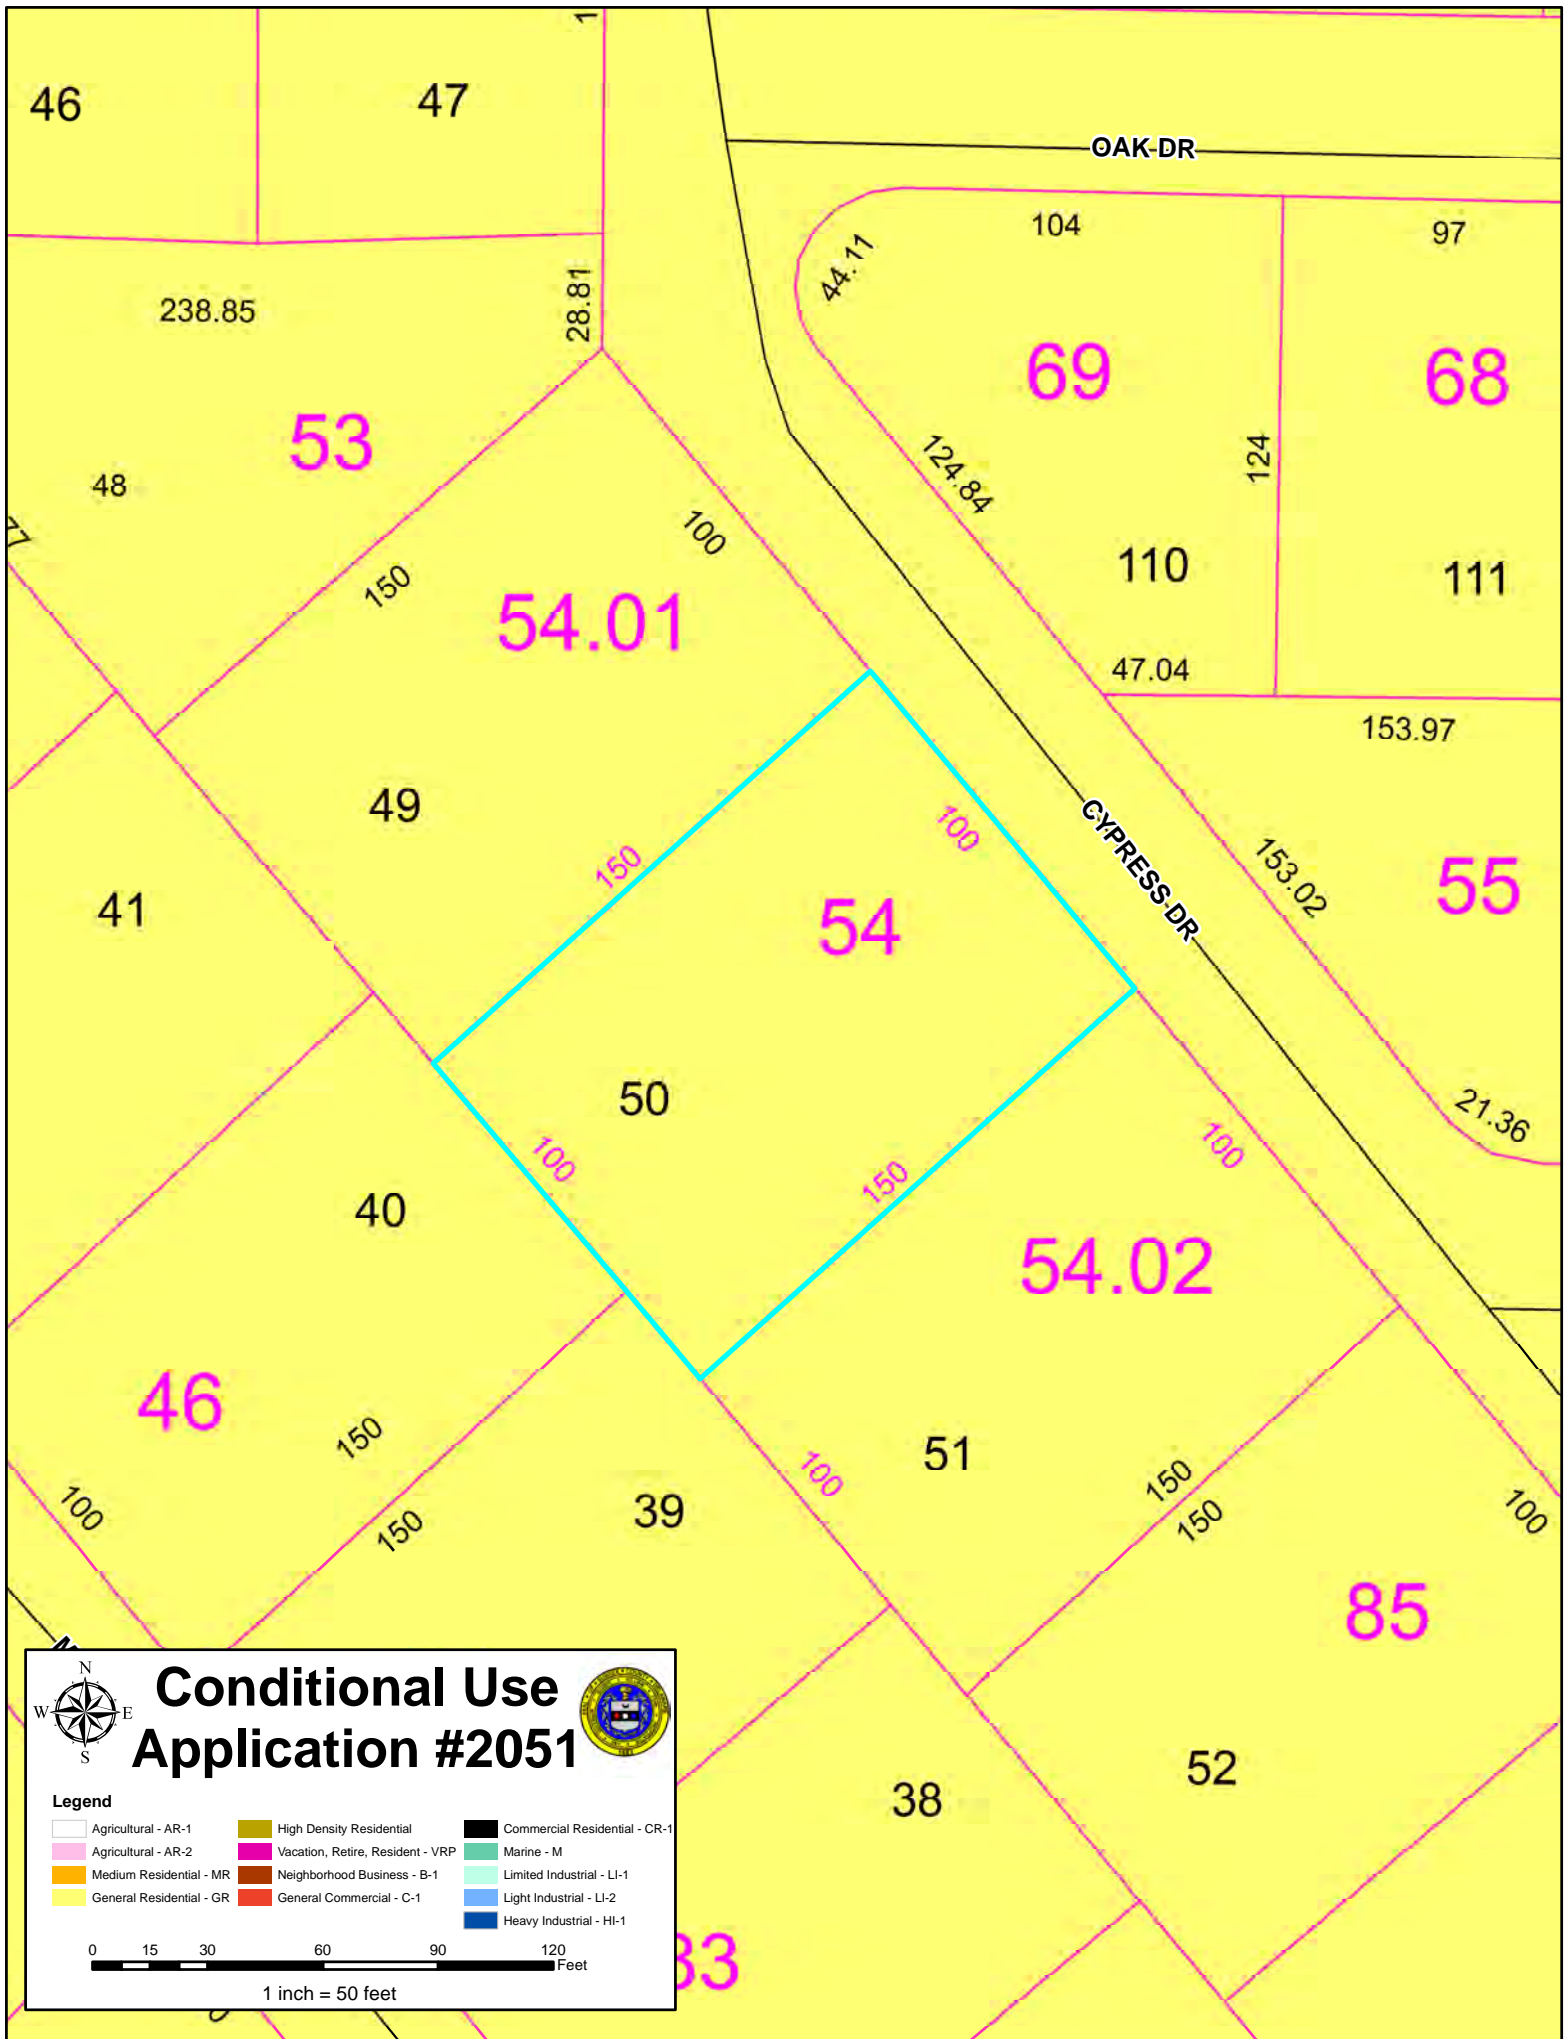 1
46
47
OAK DR
104
97
44.11
238.85
28.81
69
68
53
124.84
124
48
77
100
110
111
150
54.01
47.04
153.97
49
100
CYPRESS DR
150
153.02
55
41
54
50
21.36
100
150
100
40
54.02
46
150
51
100
150
100
150
39
150
100
85
52
38
33
Conditional Use
Application #2051
N
W E
S
Legend
Agricultural - AR-1
Agricultural - AR-2
Medium Residential - MR
General Residential - GR
High Density Residential
Vacation, Retire, Resident - VRP
Neighborhood Business - B-1
General Commercial - C-1
Commercial Residential - CR-1
Marine - M
Limited Industrial - LI-1
Light Industrial - LI-2
Heavy Industrial - HI-1
0 15 30 60 90 120
Feet
1 inch = 50 feet